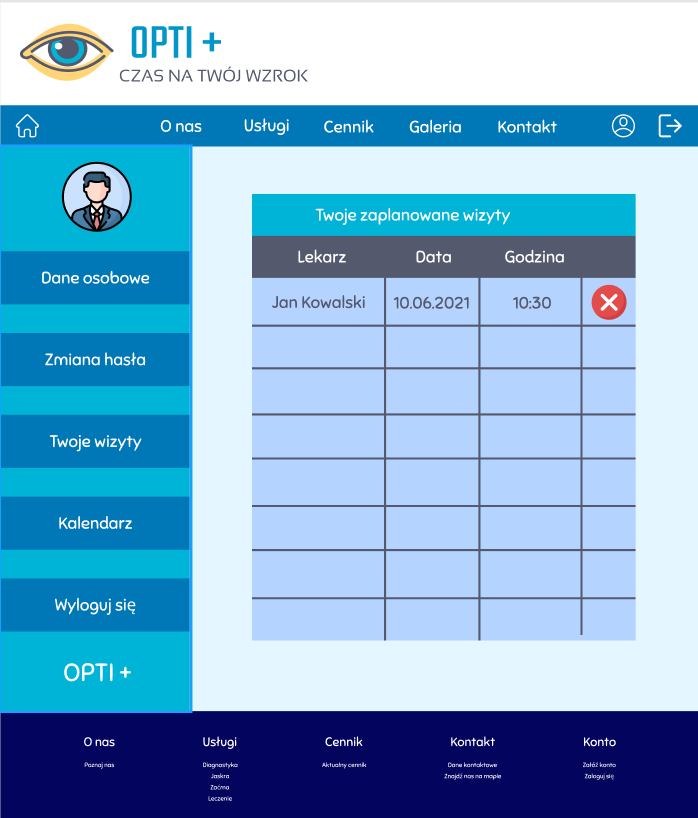 OPTI +
CZAS NA TWÓJ WZROK
O nas Usługi Cennik Galeria Kontakt
Dane osobowe
Zmiana hasła
Twoje wizyty
Kalendarz
Wyloguj się
OPTI +
Twoje zaplanowane wizyty
Lekarz Data Godzina
Jan Kowalski 10.06.2021 10:30
O nas
Poznaj nas
Usługi
Diagnostyka
Jaskra
Zaćma
Leczenie
Cennik
Aktualny cennik
Kontakt
Dane kontaktowe
Znajdź nas na mapie
Konto
Załóż konto
Zaloguj się